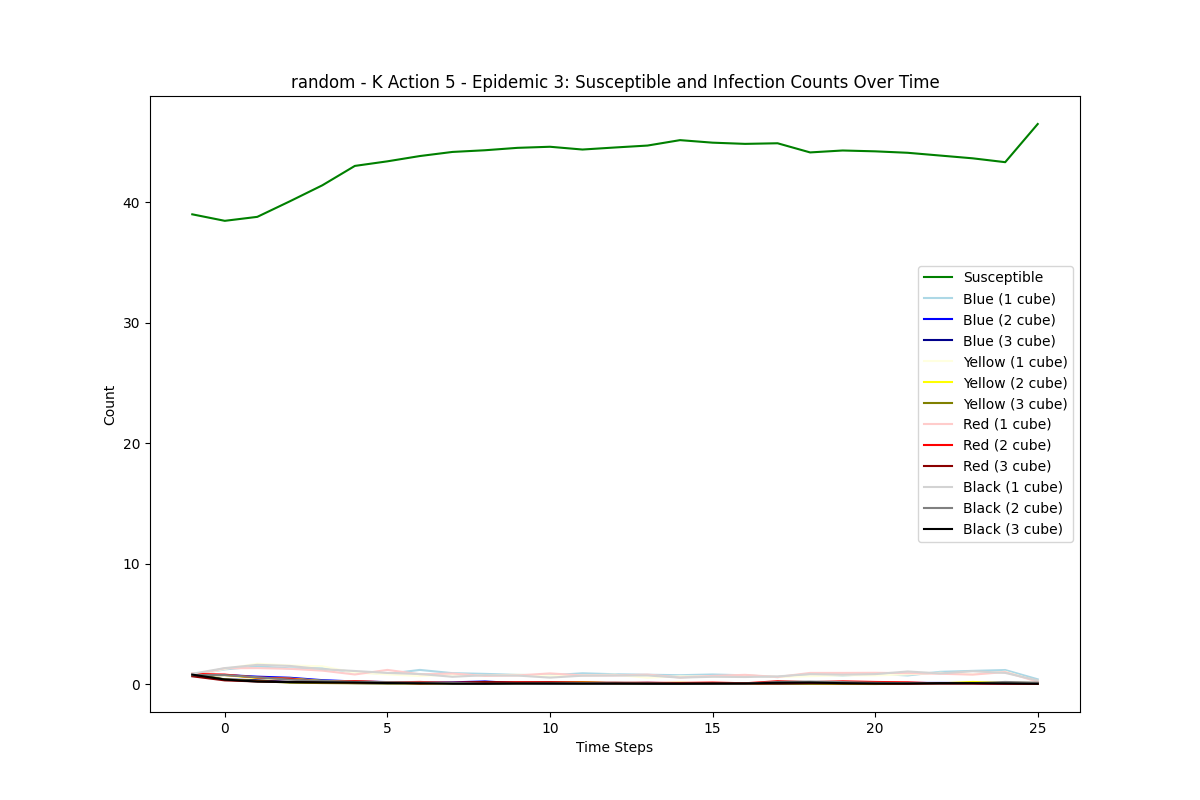 random - K Action 5 - Epidemic 3: Susceptible and Infection Counts Over Time
Count
40
30
20
10
0
Susceptible
Blue (1 cube)
Blue (2 cube)
Blue (3 cube)
Yellow (1 cube)
Yellow (2 cube)
Yellow (3 cube)
Red (1 cube)
Red (2 cube)
Red (3 cube)
Black (1 cube)
Black (2 cube)
Black (3 cube)
0 5 10 15 20 25
Time Steps